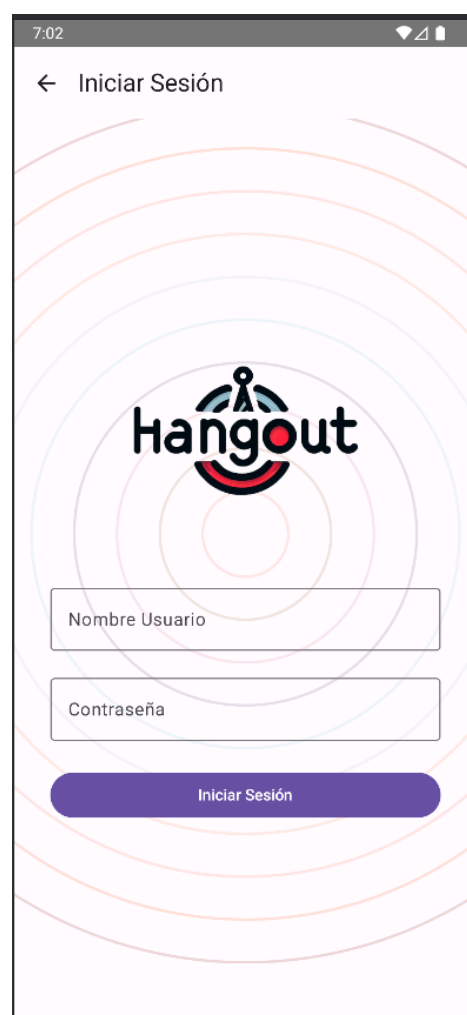 7:02
Iniciar Sesión
Hangout
Nombre Usuario
Contraseña
Iniciar Sesión